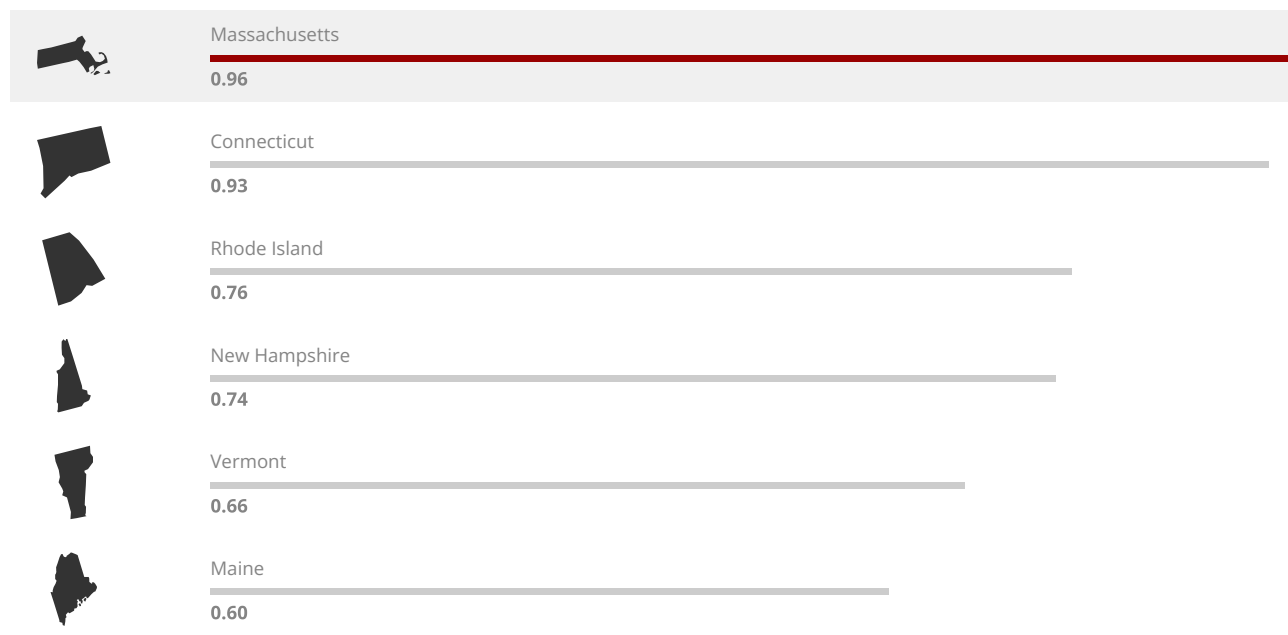 Massachusetts
0.96
Connecticut
0.93
Rhode Island
0.76
New Hampshire
0.74
Vermont
0.66
Maine
0.60